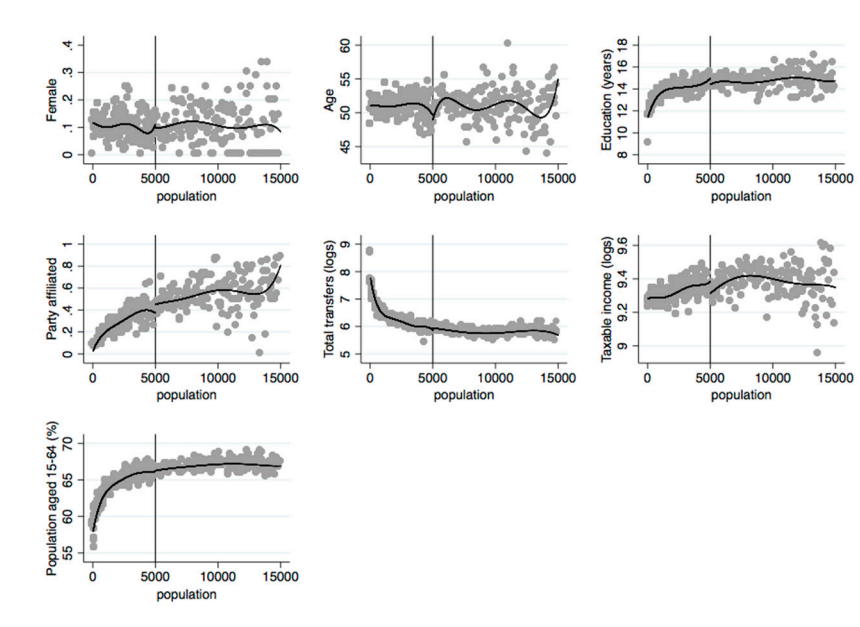 Female
.4
.3
.2
.1
0
0 5000 10000 15000
population
Age
60
55
50
45
0 5000 10000 15000
population
Education (years)
18
16
14
12
10
8
0 5000 10000 15000
population
Party affiliated
1
.8
.6
.4
.2
0
0 5000 10000 15000
population
Total transfers (logs)
9
8
7
6
5
0 5000 10000 15000
population
Taxable income (logs)
9.6
9.4
9.2
9
0 5000 10000 15000
population
Population aged 15-64 (%)
70
65
60
55
0 5000 10000 15000
population